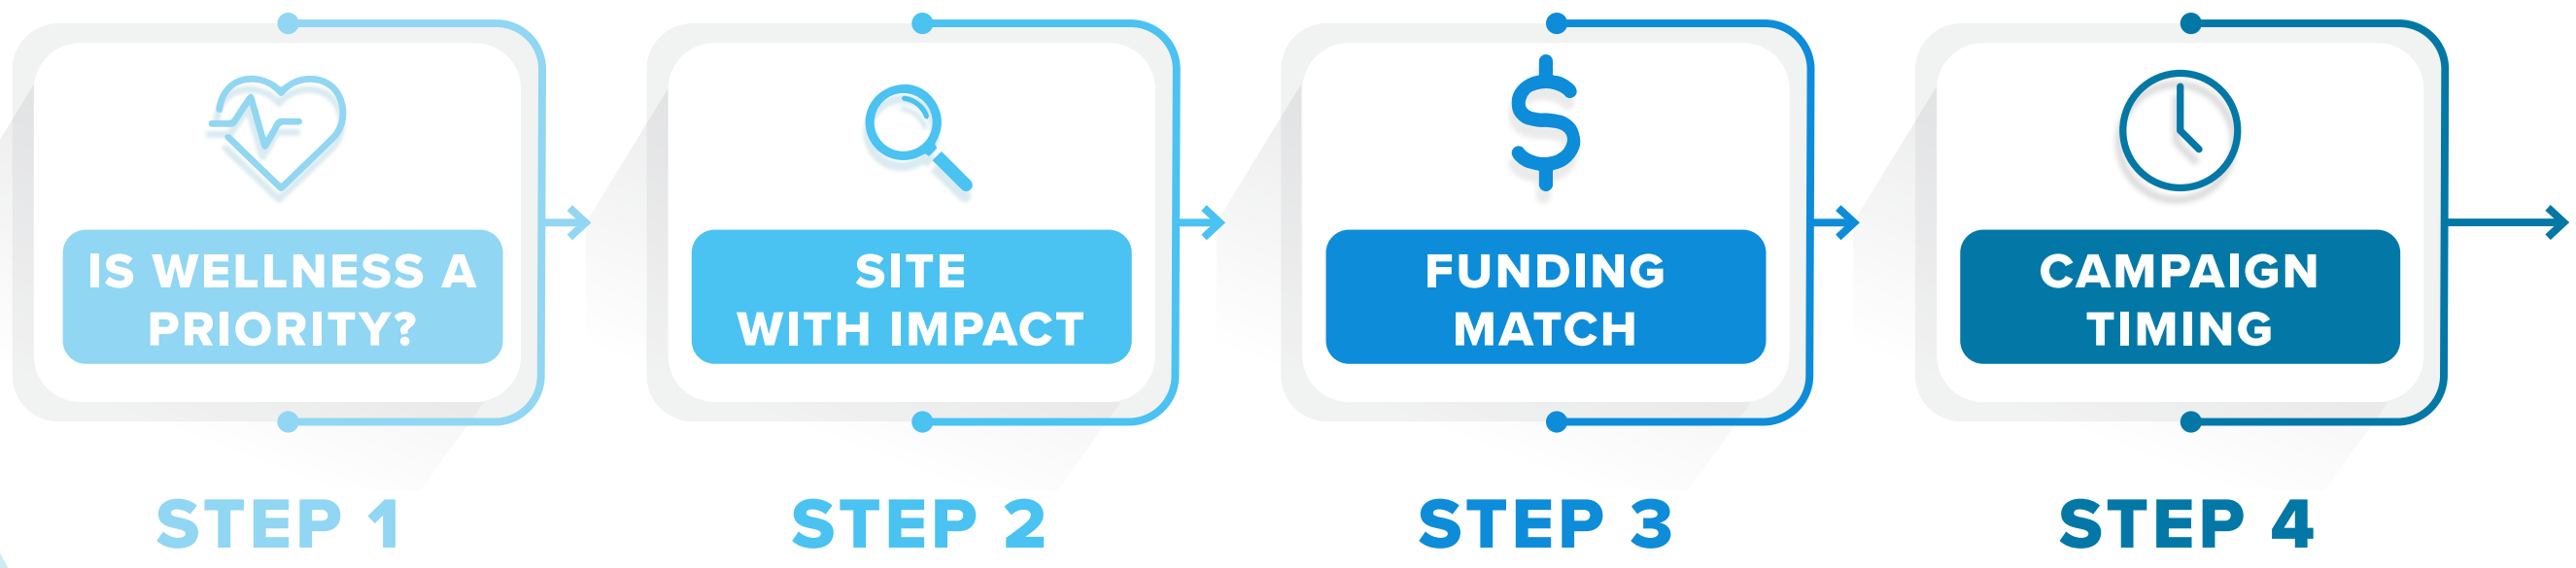 IS WELLNESS A
PRIORITY?
SITE
WITH IMPACT
FUNDING
MATCH
CAMPAIGN
TIMING
STEP 1
STEP 2
STEP 3
STEP 4